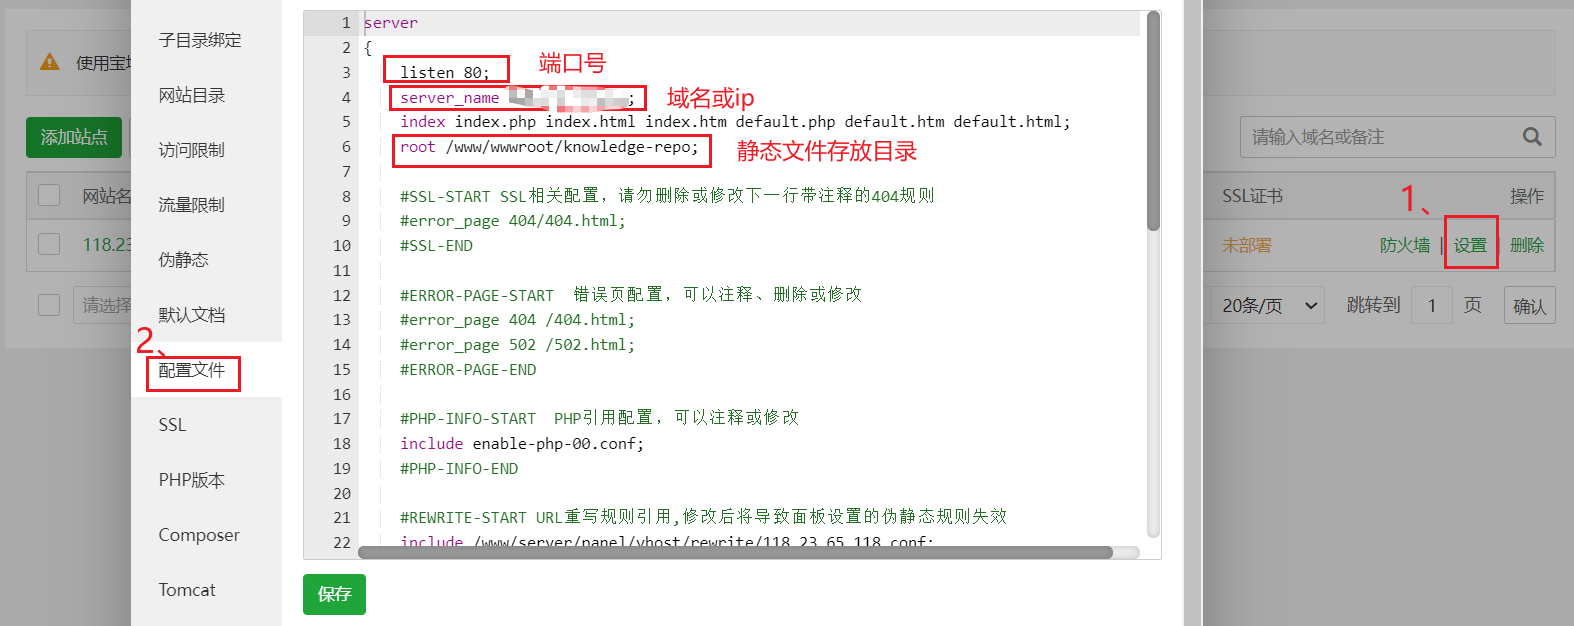 使用宝
添加站点
网站名
118.23
请选择
子目录绑定
网站目录
访问限制
流量限制
伪静态
默认文档
2、
配置文件
SSL
PHP版本
Composer
Tomcat
1 server
2 {
3 listen 80; 端口号
4 server_name ; 域名或ip
5 index index.php index.html index.htm default.php default.htm default.html;
6 root /www/wwwroot/knowledge-repo; 静态文件存放目录
7
8 #SSL-START SSL相关配置，请勿删除或修改下一行带注释的404规则
9 #error_page 404/404.html;
10 #SSL-END
11
12 #ERROR-PAGE-START 错误页配置，可以注释、删除或修改
13 #error_page 404 /404.html;
14 #error_page 502 /502.html;
15 #ERROR-PAGE-END
16
17 #PHP-INFO-START PHP引用配置，可以注释或修改
18 include enable-php-00.conf;
19 #PHP-INFO-END
20
21 #REWRITE-START URL重写规则引用,修改后将导致面板设置的伪静态规则失效
22 include /www/server/panel/vhost/rewrite/118.23.65.118.conf;
保存
请输入域名或备注
SSL证书 1、 操作
未部署 防火墙 | 设置 删除
20条/页 跳转到 1 页 确认